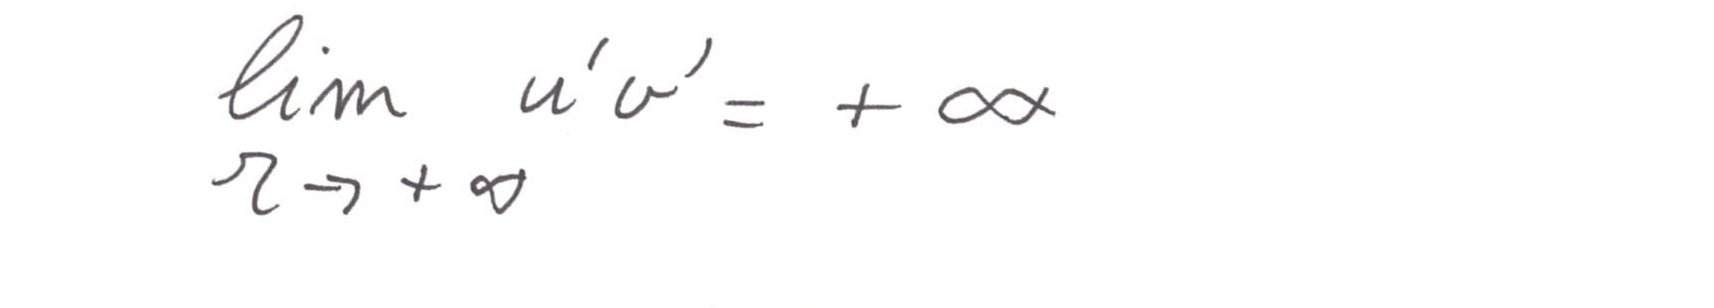 lim u'v' = + ∞
r → + ∞